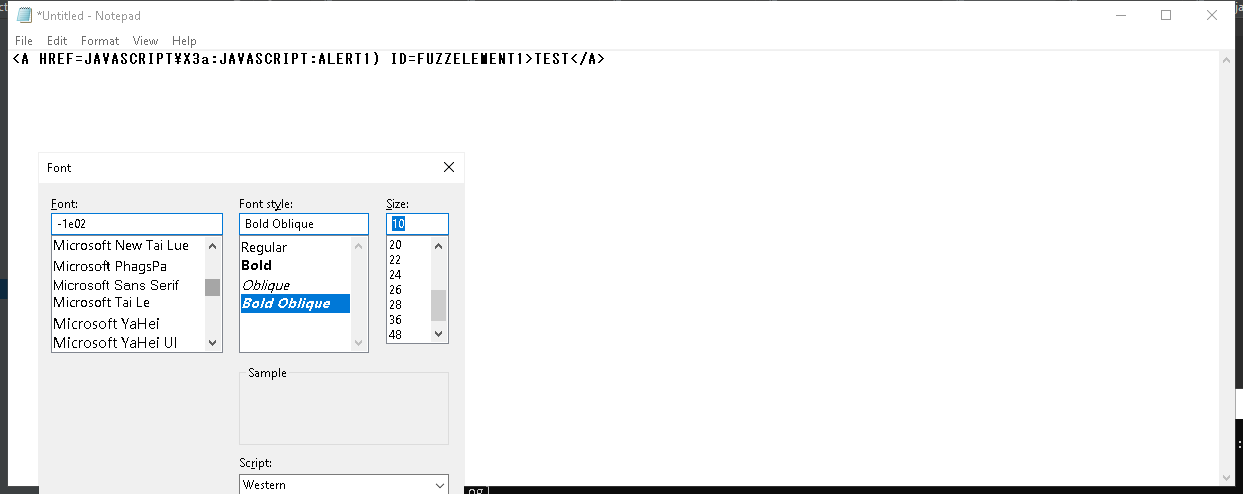 *Untitled - Notepad
File Edit Format View Help
<A HREF=JAVASCRIPT¥X3a:JAVASCRIPT:ALERT1) ID=FUZZELEMENT1>TEST</A>
Font
Font: Font style: Size:
-1e02 Bold Oblique 10
Microsoft New Tai Lue Regular 20
Microsoft PhagsPa Bold 22
Microsoft Sans Serif Oblique 24
Microsoft Tai Le Bold Oblique 26
Microsoft YaHei 28
Microsoft YaHei UI 36
48
Sample
Script:
Western